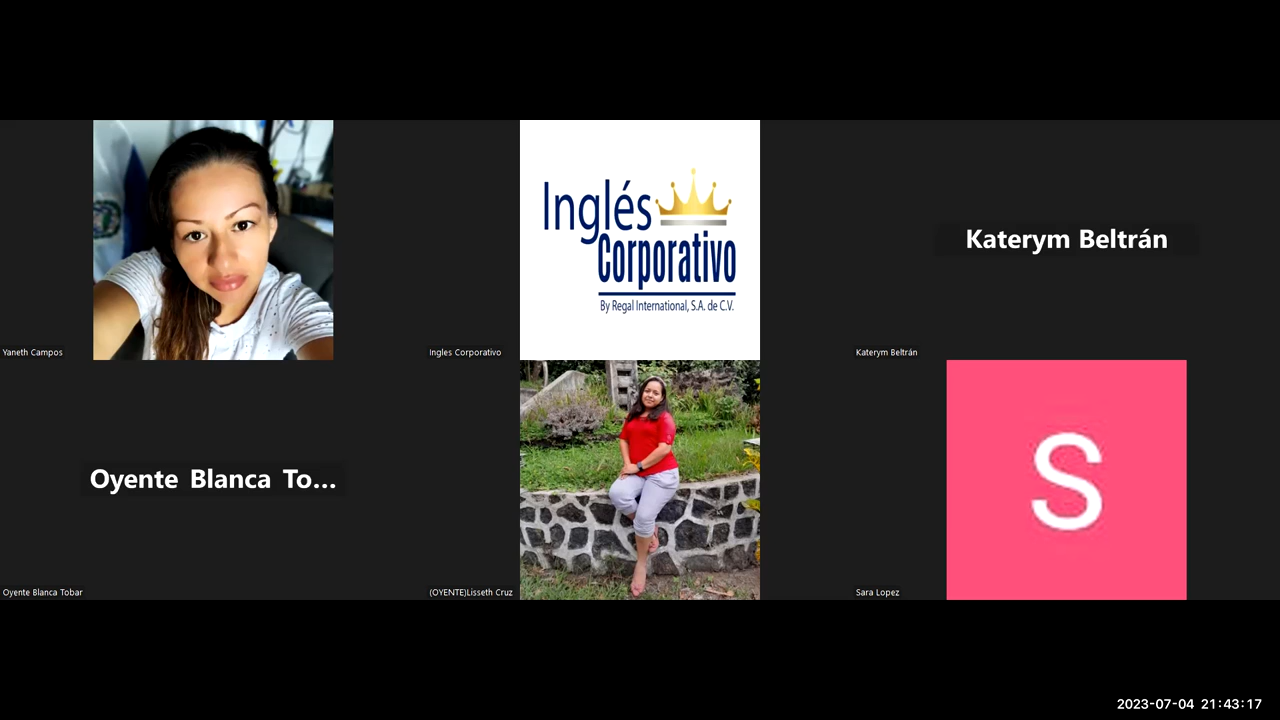 Inglés
Corporativo
By Regal International, S.A. de C.V.
Katerym Beltrán
Yaneth Campos
Ingles Corporativo
Katerym Beltrán
Oyente Blanca To...
S
Oyente Blanca Tobar
(OYENTE)Lisseth Cruz
Sara Lopez
2023-07-04 21:43:17